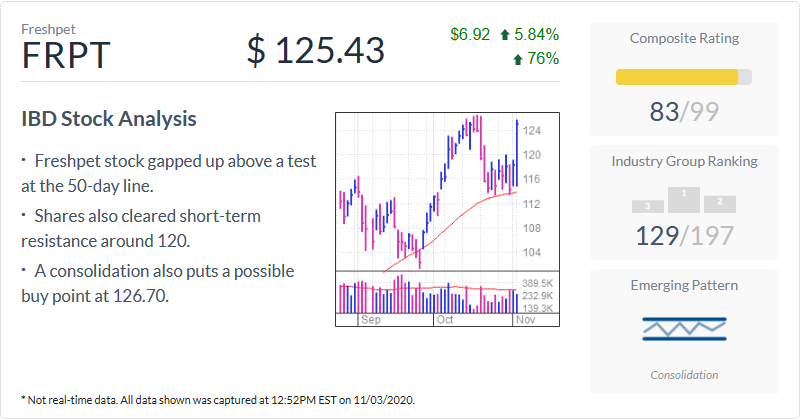 Freshpet
FRPT
$ 125.43
$6.92 5.84%
76%
IBD Stock Analysis
· Freshpet stock gapped up above a test
at the 50-day line.
· Shares also cleared short-term
resistance around 120.
· A consolidation also puts a possible
buy point at 126.70.
124
120
116
112
108
104
389.5K
232.9K
139.3K
Sep Oct Nov
Composite Rating
83/99
Industry Group Ranking
3 1 2
129/197
Emerging Pattern
Consolidation
* Not real-time data. All data shown was captured at 12:52PM EST on 11/03/2020.